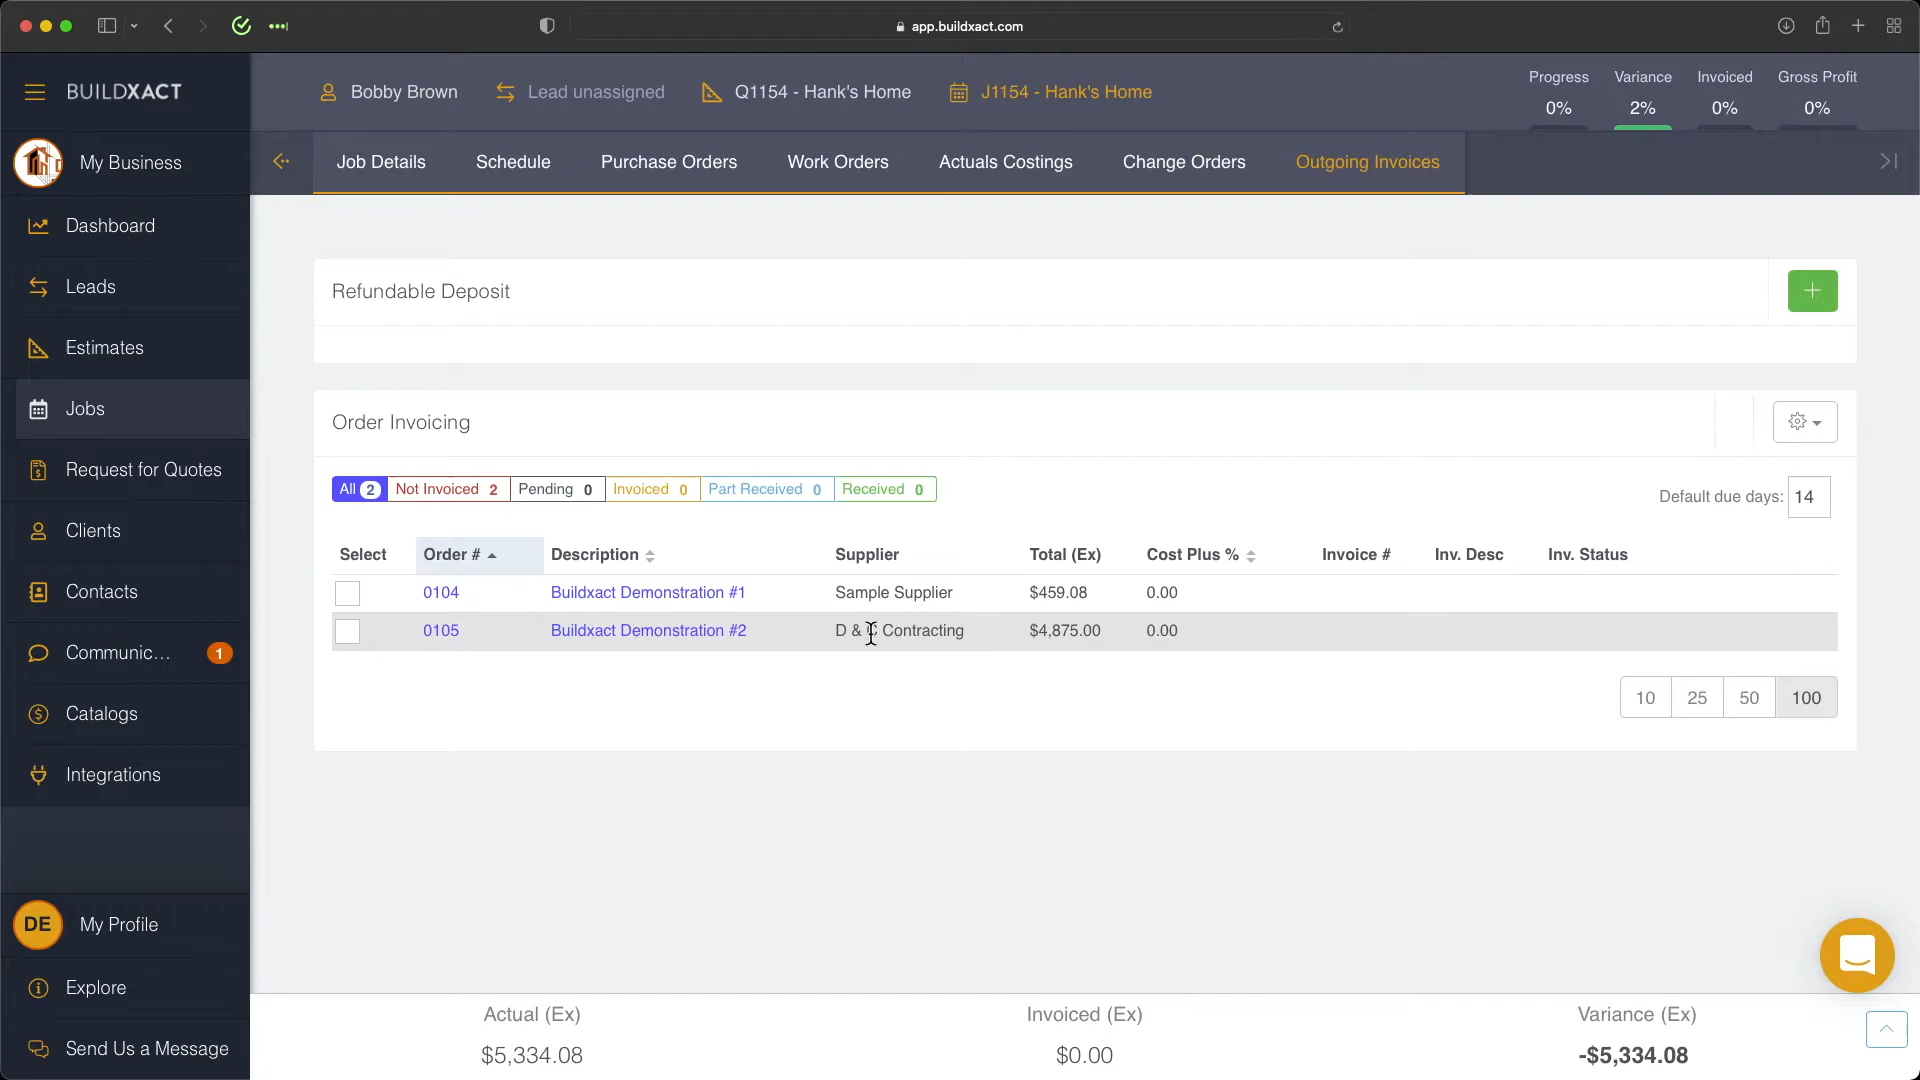 app.buildxact.com
BUILDXACT
Bobby Brown
Lead unassigned
Q1154 - Hank's Home
J1154 - Hank's Home
Progress
0%
Variance
2%
Invoiced
0%
Gross Profit
0%
My Business
Job Details
Schedule
Purchase Orders
Work Orders
Actuals Costings
Change Orders
Outgoing Invoices
Dashboard
Leads
Estimates
Jobs
Request for Quotes
Clients
Contacts
Communic... 1
Catalogs
Integrations
DE My Profile
Explore
Send Us a Message
Refundable Deposit
Order Invoicing
All 2 Not Invoiced 2 Pending 0 Invoiced 0 Part Received 0 Received 0
Default due days: 14
Select Order # Description Supplier Total (Ex) Cost Plus % Invoice # Inv. Desc Inv. Status
0104 Buildxact Demonstration #1 Sample Supplier $459.08 0.00
0105 Buildxact Demonstration #2 D & C Contracting $4,875.00 0.00
10 25 50 100
Actual (Ex)
$5,334.08
Invoiced (Ex)
$0.00
Variance (Ex)
-$5,334.08